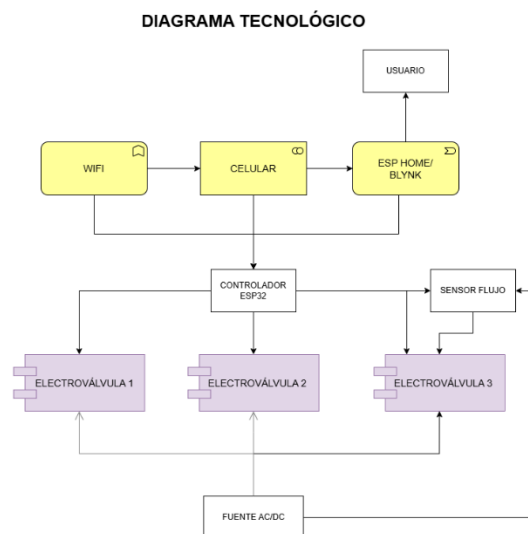 DIAGRAMA TECNOLÓGICO
USUARIO
WIFI
CELULAR
ESP HOME/
BLYNK
CONTROLADOR
ESP32
SENSOR FLUJO
ELECTROVÁLVULA 1
ELECTROVÁLVULA 2
ELECTROVÁLVULA 3
FUENTE AC/DC